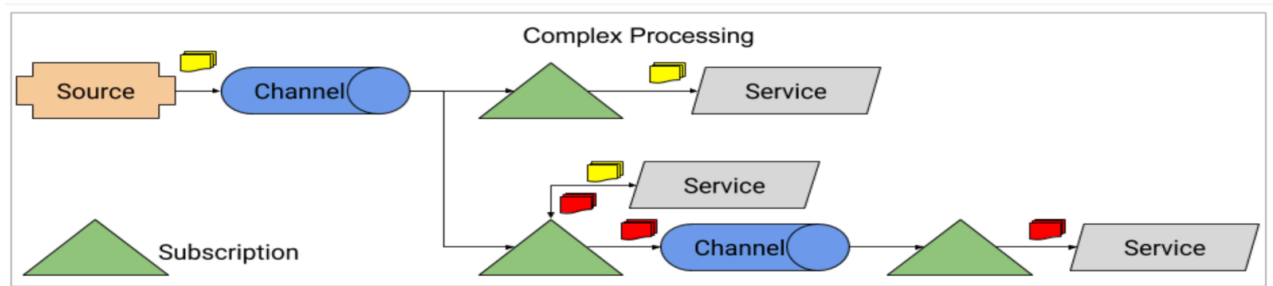 Complex Processing
Source
Channel
Service
Service
Subscription
Channel
Service